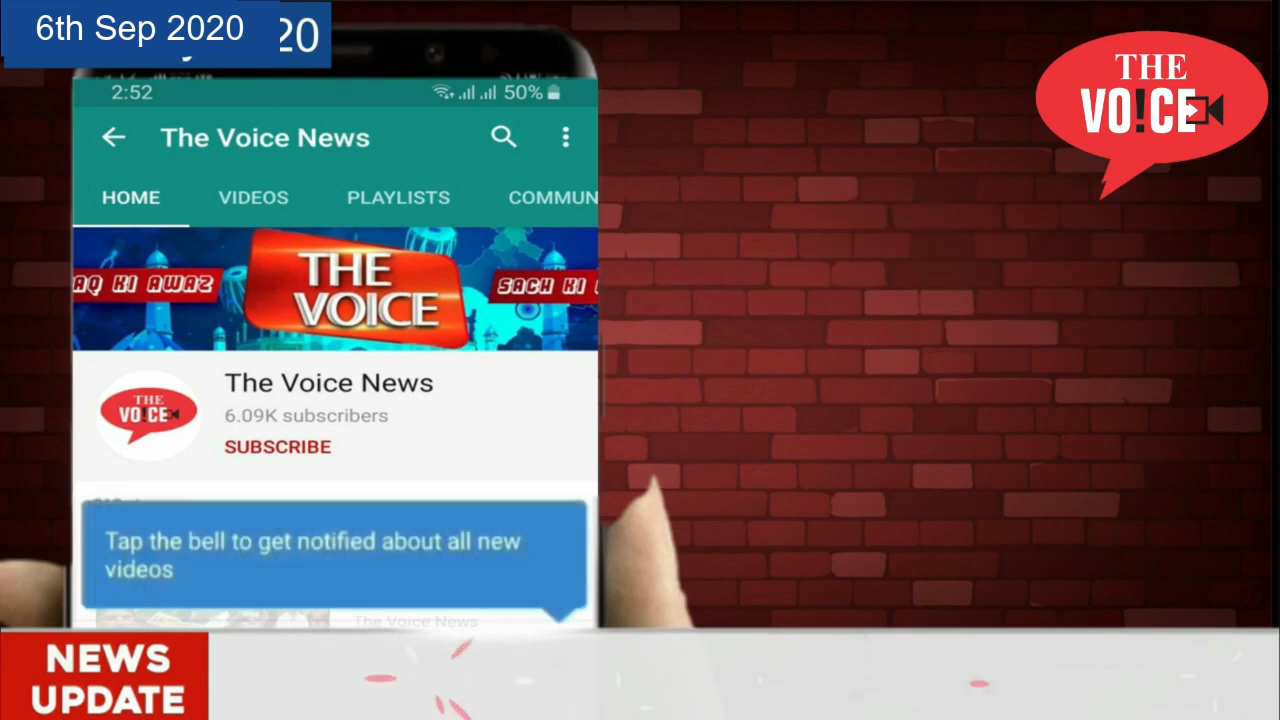 6th Sep 2020
20
THE
VO!CE
2:52
50%
The Voice News
HOME VIDEOS PLAYLISTS COMMUN
AQ KI AWAZ
THE
VOICE
SACH KI
The Voice News
THE
VO!CE
6.09K subscribers
SUBSCRIBE
Tap the bell to get notified about all new
videos
The Voice News
NEWS
UPDATE